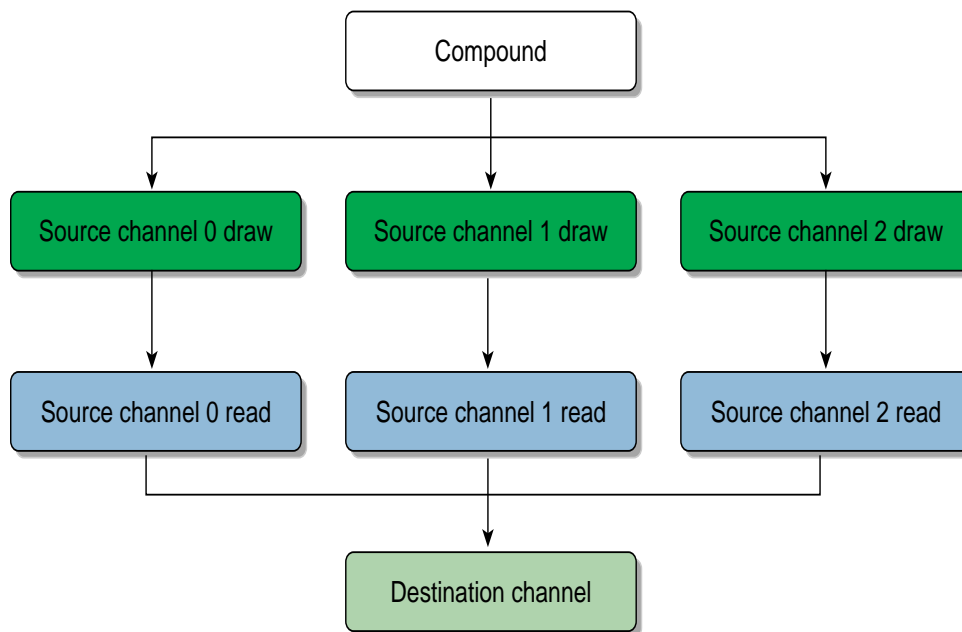 Compound
Source channel 0 draw
Source channel 1 draw
Source channel 2 draw
Source channel 0 read
Source channel 1 read
Source channel 2 read
Destination channel